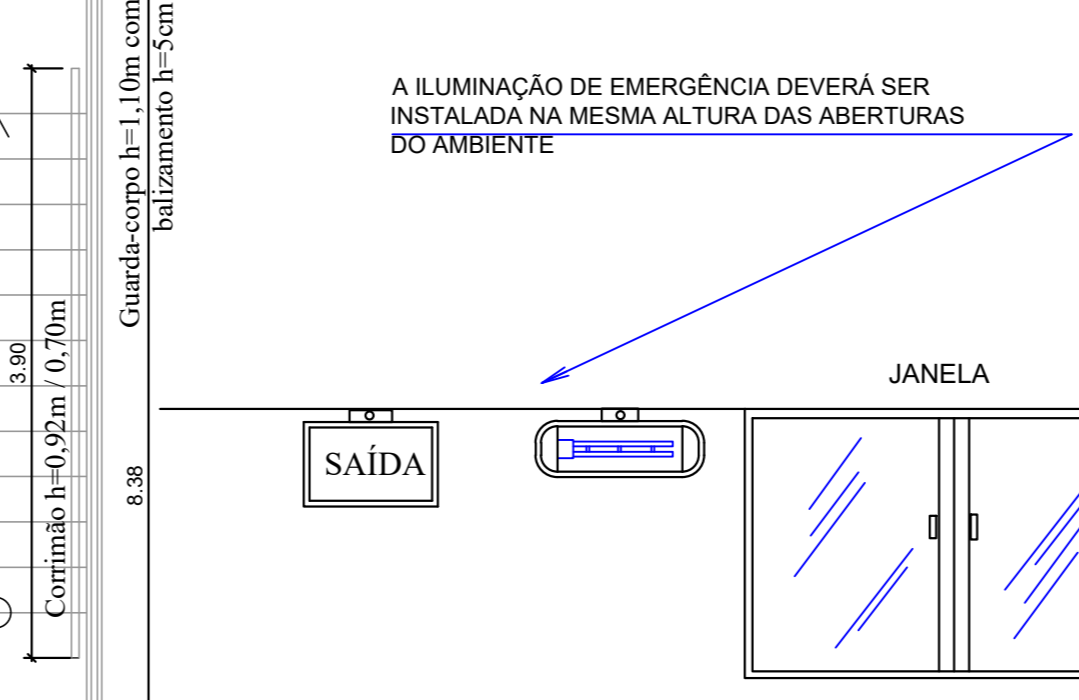 Guarda-corpo h=1,10m com
balizamento h=5cm
A ILUMINAÇÃO DE EMERGÊNCIA DEVERÁ SER
INSTALADA NA MESMA ALTURA DAS ABERTURAS
DO AMBIENTE
3.90
Corrimão h=0,92m / 0,70m
8.38
JANELA
SAÍDA